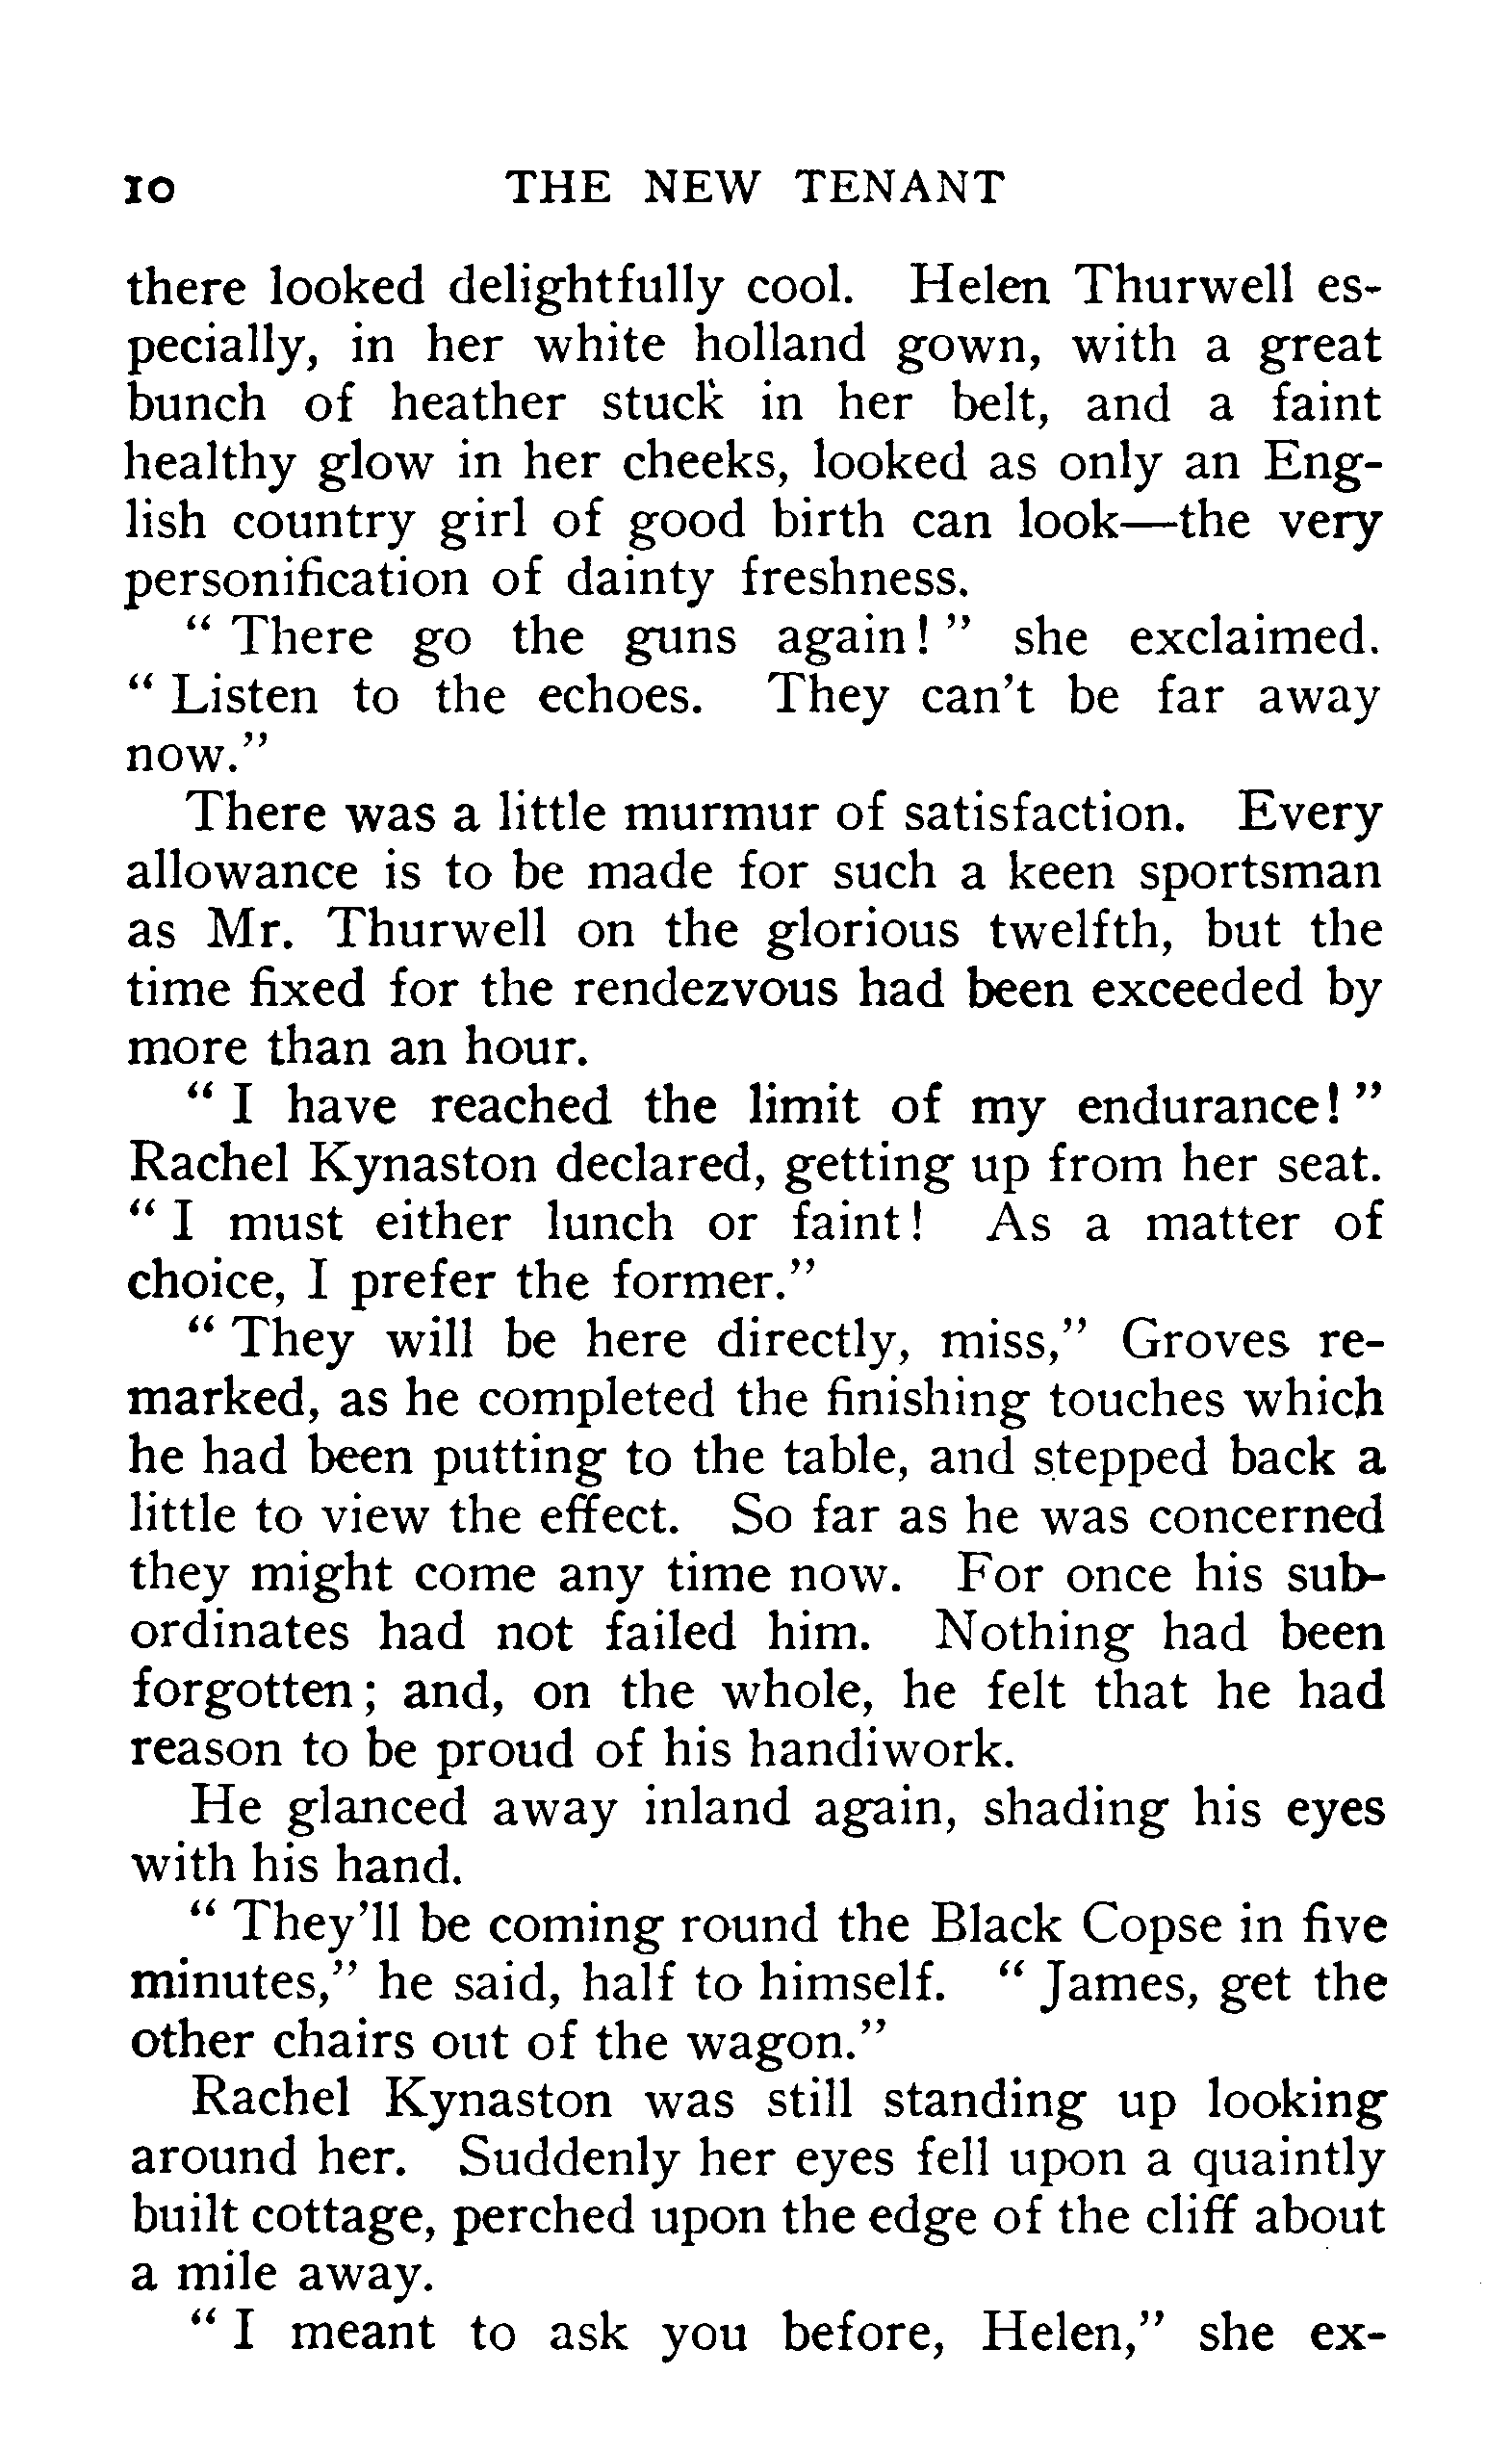 10 THE NEW TENANT
there looked delightfully cool. Helen Thurwell es-
pecially, in her white holland gown, with a great
bunch of heather stuck in her belt, and a faint
healthy glow in her cheeks, looked as only an Eng-
lish country girl of good birth can look—the very
personification of dainty freshness.
“ There go the guns again! ” she exclaimed.
“ Listen to the echoes. They can’t be far away
now.”
There was a little murmur of satisfaction. Every
allowance is to be made for such a keen sportsman
as Mr. Thurwell on the glorious twelfth, but the
time fixed for the rendezvous had been exceeded by
more than an hour.
“ I have reached the limit of my endurance! ”
Rachel Kynaston declared, getting up from her seat.
“ I must either lunch or faint! As a matter of
choice, I prefer the former.”
“ They will be here directly, miss,” Groves re-
marked, as he completed the finishing touches which
he had been putting to the table, and stepped back a
little to view the effect. So far as he was concerned
they might come any time now. For once his sub-
ordinates had not failed him. Nothing had been
forgotten; and, on the whole, he felt that he had
reason to be proud of his handiwork.
He glanced away inland again, shading his eyes
with his hand.
“ They’ll be coming round the Black Copse in five
minutes,” he said, half to himself. “ James, get the
other chairs out of the wagon.”
Rachel Kynaston was still standing up looking
around her. Suddenly her eyes fell upon a quaintly
built cottage, perched upon the edge of the cliff about
a mile away.
“ I meant to ask you before, Helen,” she ex-